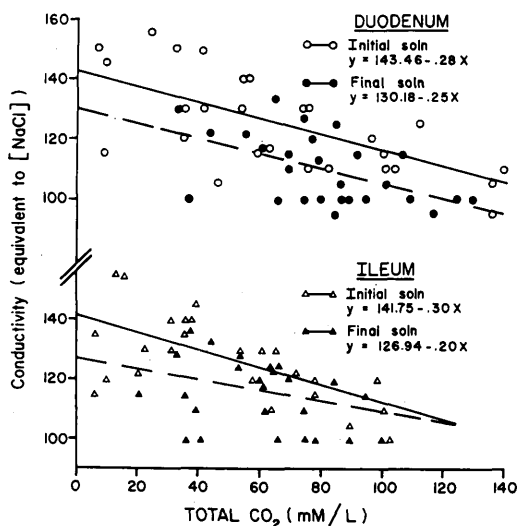 DUODENUM
Initial soln
y = 143.46-.28X
Final soln
y = 130.18-.25X
160
140
120
100
Conductivity (equivalent to [NaCl])
ILEUM
Initial soln
y = 141.75-.30X
Final soln
y = 126.94-.20X
140
120
100
0 20 40 60 80 100 120 140
TOTAL CO2 (mM/L)